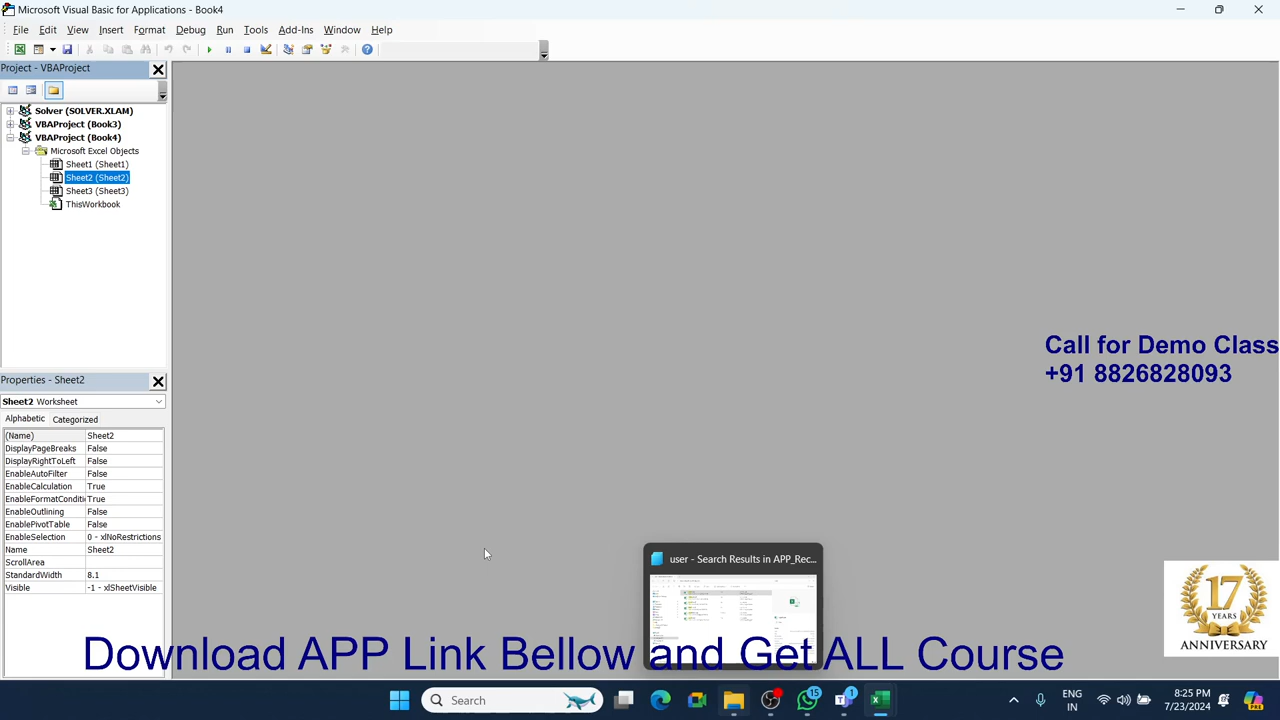 Microsoft Visual Basic for Applications - Book4
File Edit View Insert Format Debug Run Tools Add-Ins Window Help
Project - VBAProject
Solver (SOLVER.XLAM)
VBAProject (Book3)
VBAProject (Book4)
Microsoft Excel Objects
Sheet1 (Sheet1)
Sheet2 (Sheet2)
Sheet3 (Sheet3)
ThisWorkbook
Call for Demo Class
+91 8826828093
Properties - Sheet2
Sheet2 Worksheet
Alphabetic Categorized
(Name) Sheet2
DisplayPageBreaks False
DisplayRightToLeft False
EnableAutoFilter False
EnableCalculation True
EnableFormatConditi True
EnableOutlining False
EnablePivotTable False
EnableSelection 0 - xlNoRestrictions
Name Sheet2
ScrollArea
StandardWidth 8.1
Visible -1 - xlSheetVisible
user - Search Results in APP_Rec...
17
YEARS
ANNIVERSARY
Download APP Link Bellow and Get ALL Course
Search
15
1
ENG
IN
8:25 PM
7/23/2024